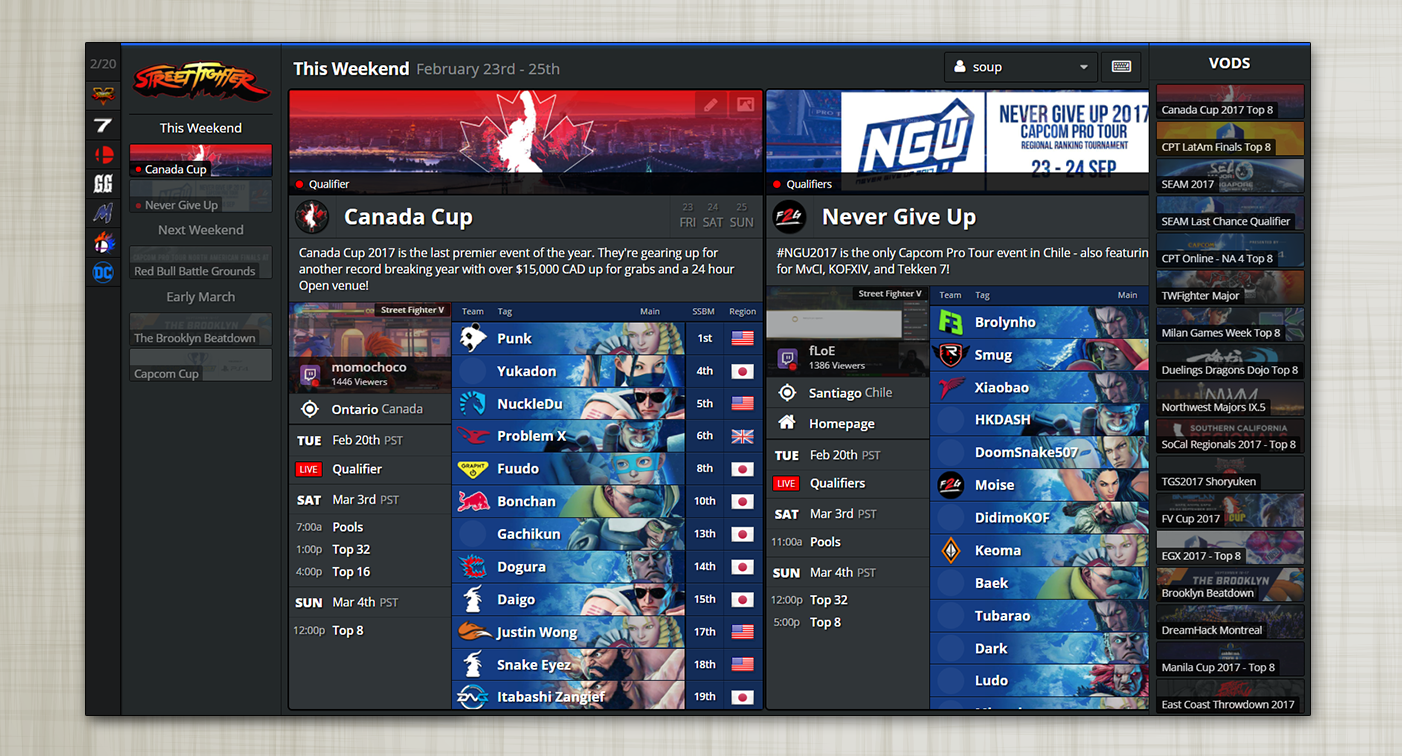 2/20
STREET FIGHTER
This Weekend
Canada Cup
Never Give Up
Next Weekend
Red Bull Battle Grounds
Early March
The Brooklyn Beatdown
Capcom Cup
7
GG
DC
This Weekend February 23rd - 25th
soup
Qualifier
Canada Cup
23 24 25
FRI SAT SUN
Canada Cup 2017 is the last premier event of the year. They're gearing up for
another record breaking year with over $15,000 CAD up for grabs and a 24 hour
Open venue!
Street Fighter V
momochoco
1446 Viewers
Ontario Canada
TUE Feb 20th PST
LIVE Qualifier
SAT Mar 3rd PST
7:00a Pools
1:00p Top 32
4:00p Top 16
SUN Mar 4th PST
12:00p Top 8
Team Tag Main SSBM Region
Punk 1st
Yukadon 4th
NuckleDu 5th
Problem X 6th
GRAPHT Fuudo 8th
Bonchan 10th
Gachikun 13th
Dogura 14th
Daigo 15th
Justin Wong 17th
Snake Eyez 18th
Itabashi Zangief 19th
NGU
NEVER GIVE UP 2017
CAPCOM PRO TOUR
REGIONAL RANKING TOURNAMENT
23 - 24 SEP
Qualifiers
F2G
Never Give Up
#NGU2017 is the only Capcom Pro Tour event in Chile - also featurin
for MvCI, KOFXIV, and Tekken 7!
Street Fighter V
fLoE
1386 Viewers
Santiago Chile
Homepage
TUE Feb 20th PST
LIVE Qualifiers
SAT Mar 3rd PST
11:00a Pools
SUN Mar 4th PST
12:00p Top 32
5:00p Top 8
Team Tag Main
F3 Brolynho
Smug
Xiaobao
HKDASH
DoomSnake507
F2G Moise
DidimoKOF
Keoma
Baek
Tubarao
Dark
Ludo
VODS
Canada Cup 2017 Top 8
CPT LatAm Finals Top 8
SEAM 2017
SEAM Last Chance Qualifier
CPT Online - NA 4 Top 8
TWFighter Major
Milan Games Week Top 8
Duelings Dragons Dojo Top 8
Northwest Majors IX.5
SOUTHERN CALIFORNIA
SoCal Regionals 2017 - Top 8
TGS2017 Shoryuken
FV Cup 2017
EGX 2017 - Top 8
THE BROOKLYN
Brooklyn Beatdown
DreamHack Montreal
Manila Cup 2017 - Top 8
East Coast Throwdown 2017